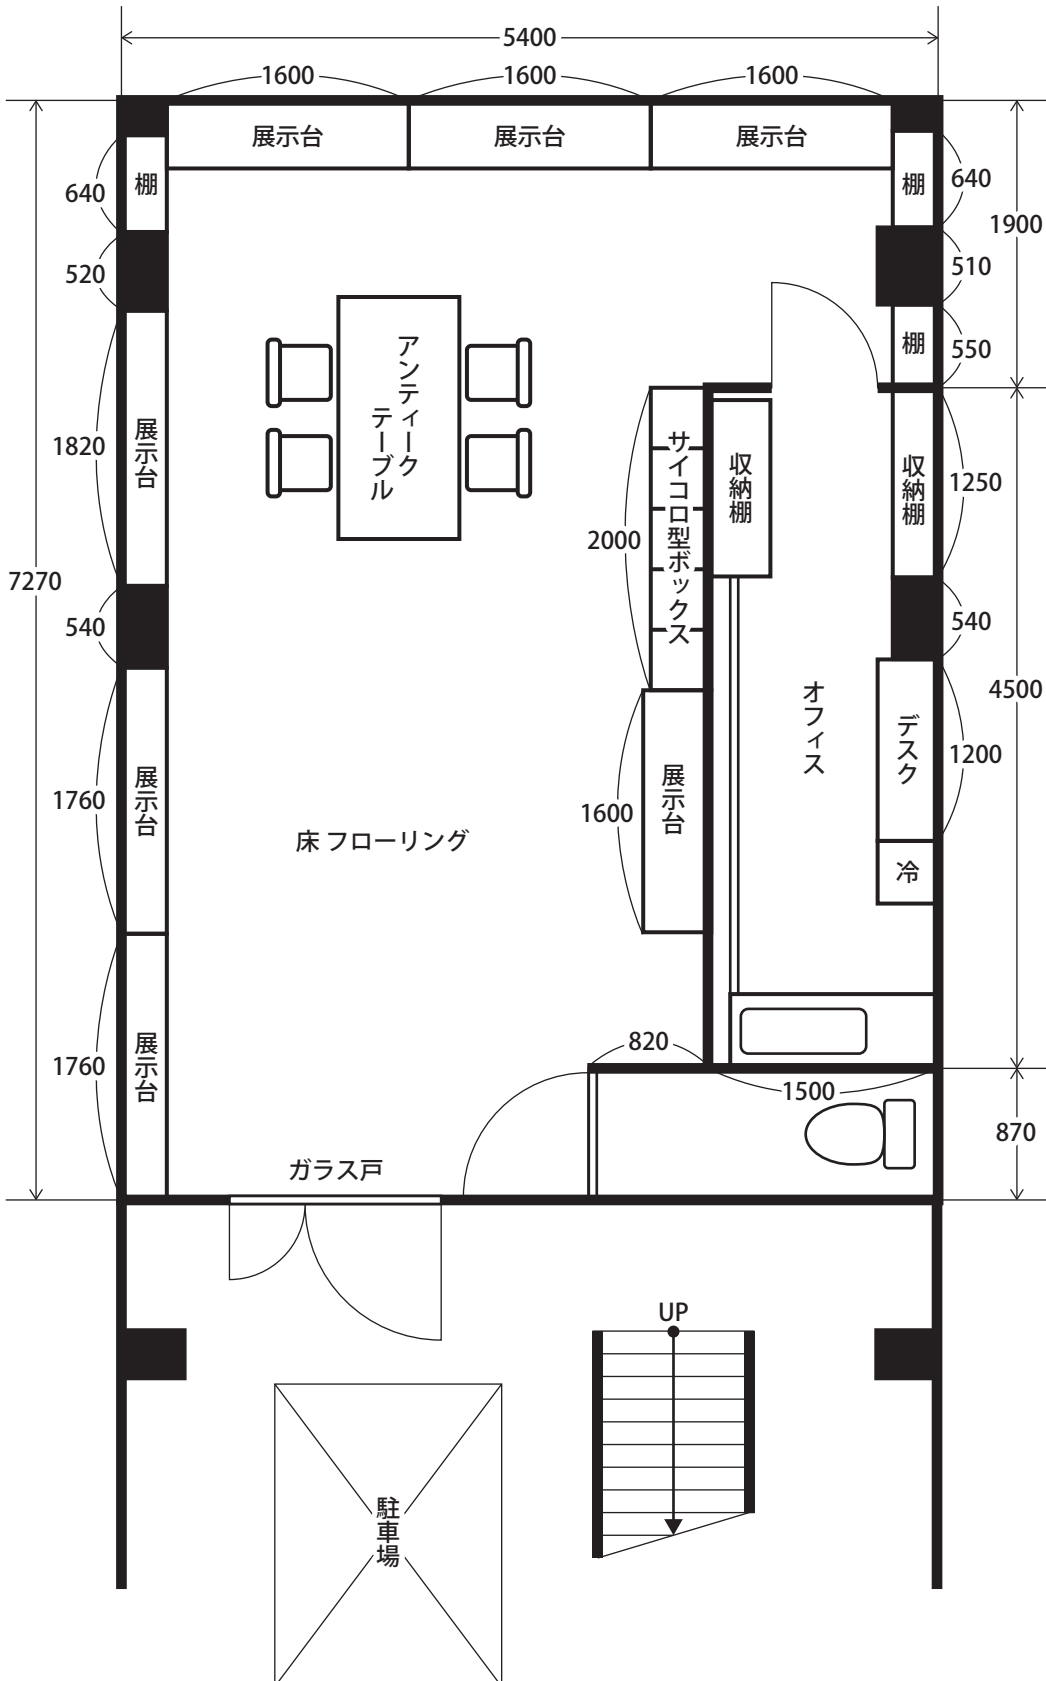 5400
1600
1600
1600
展示台
展示台
展示台
棚
棚
640
640
1900
520
510
棚
550
アンティーク
テーブル
展示台
1820
サイコロ型ボックス
2000
収納棚
収納棚
1250
7270
540
540
オフィス
4500
デスク
1200
展示台
1760
展示台
1600
床 フローリング
冷
展示台
1760
820
1500
870
ガラス戸
UP
駐車場